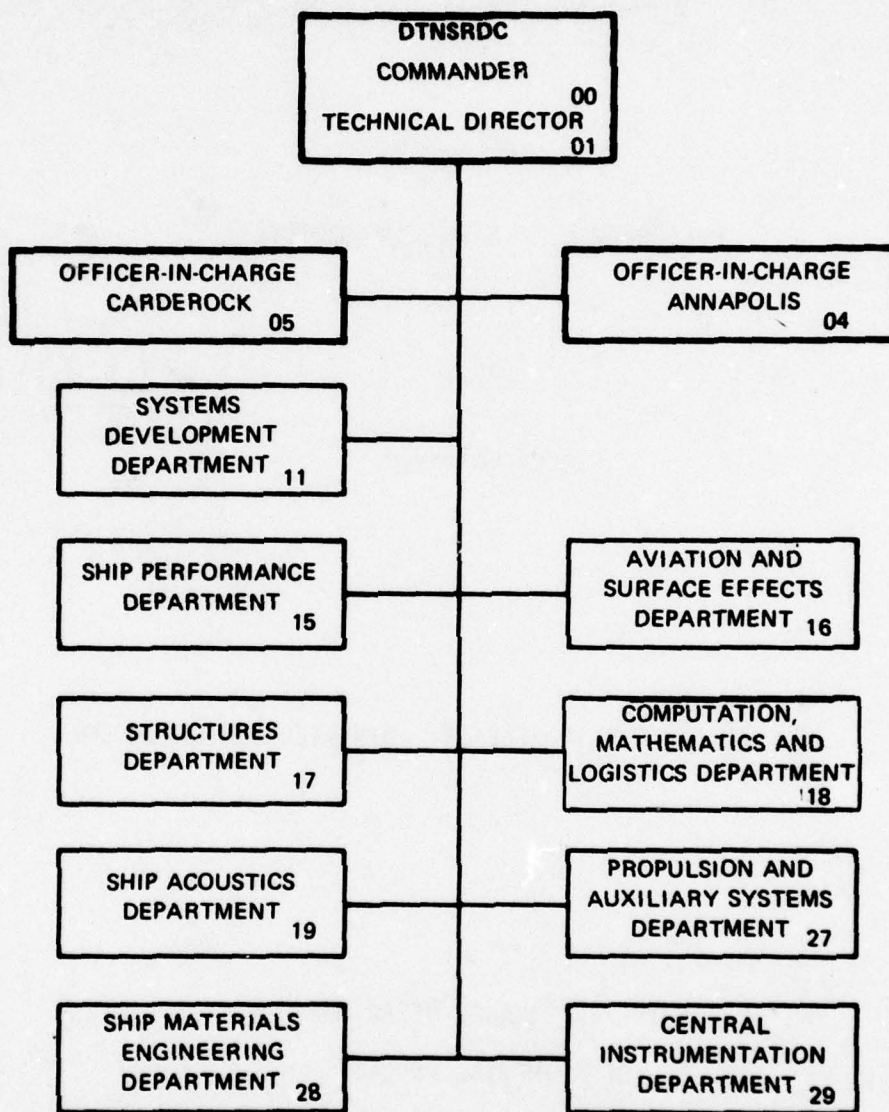 DTNSRDC
COMMANDER
00
TECHNICAL DIRECTOR
01
OFFICER-IN-CHARGE
CARDEROCK
05
OFFICER-IN-CHARGE
ANNAPOLIS
04
SYSTEMS
DEVELOPMENT
DEPARTMENT
11
SHIP PERFORMANCE
DEPARTMENT
15
AVIATION AND
SURFACE EFFECTS
DEPARTMENT
16
STRUCTURES
DEPARTMENT
17
COMPUTATION,
MATHEMATICS AND
LOGISTICS DEPARTMENT
18
SHIP ACOUSTICS
DEPARTMENT
19
PROPULSION AND
AUXILIARY SYSTEMS
DEPARTMENT
27
SHIP MATERIALS
ENGINEERING
DEPARTMENT
28
CENTRAL
INSTRUMENTATION
DEPARTMENT
29